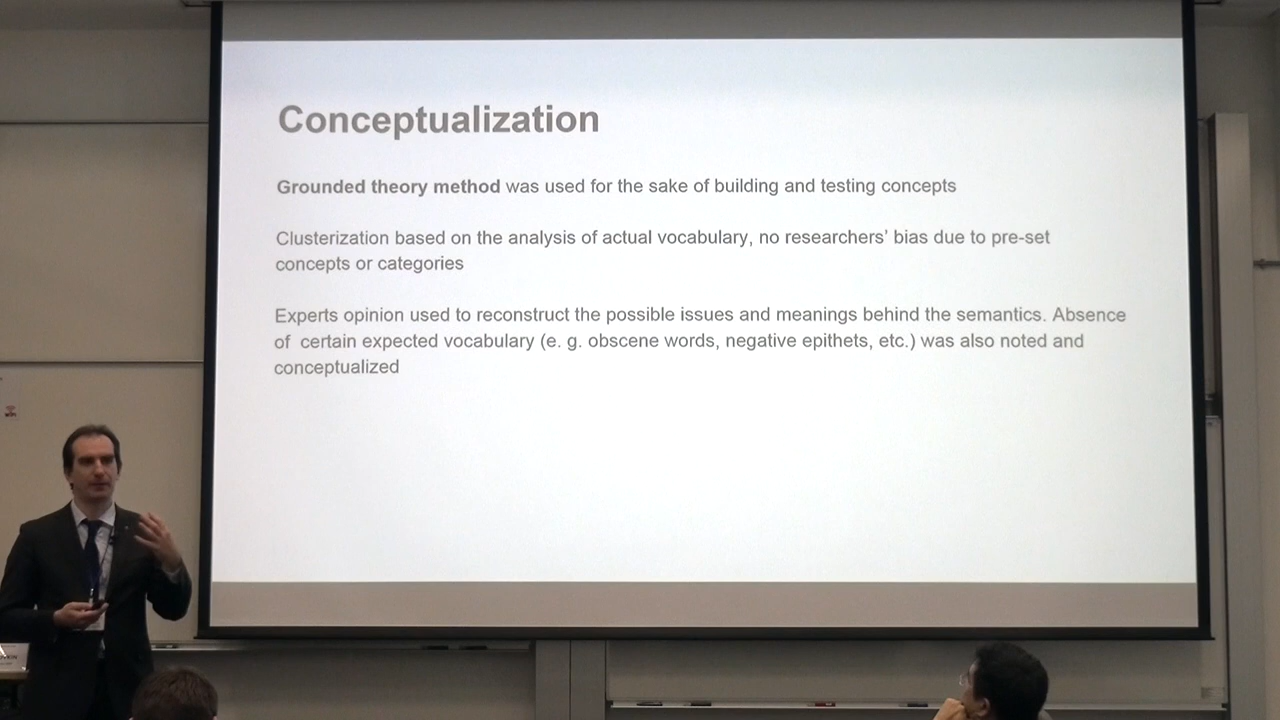 Conceptualization
Grounded theory method was used for the sake of building and testing concepts
Clusterization based on the analysis of actual vocabulary, no researchers' bias due to pre-set
concepts or categories
Experts opinion used to reconstruct the possible issues and meanings behind the semantics. Absence
of  certain expected vocabulary (e. g. obscene words, negative epithets, etc.) was also noted and
conceptualized